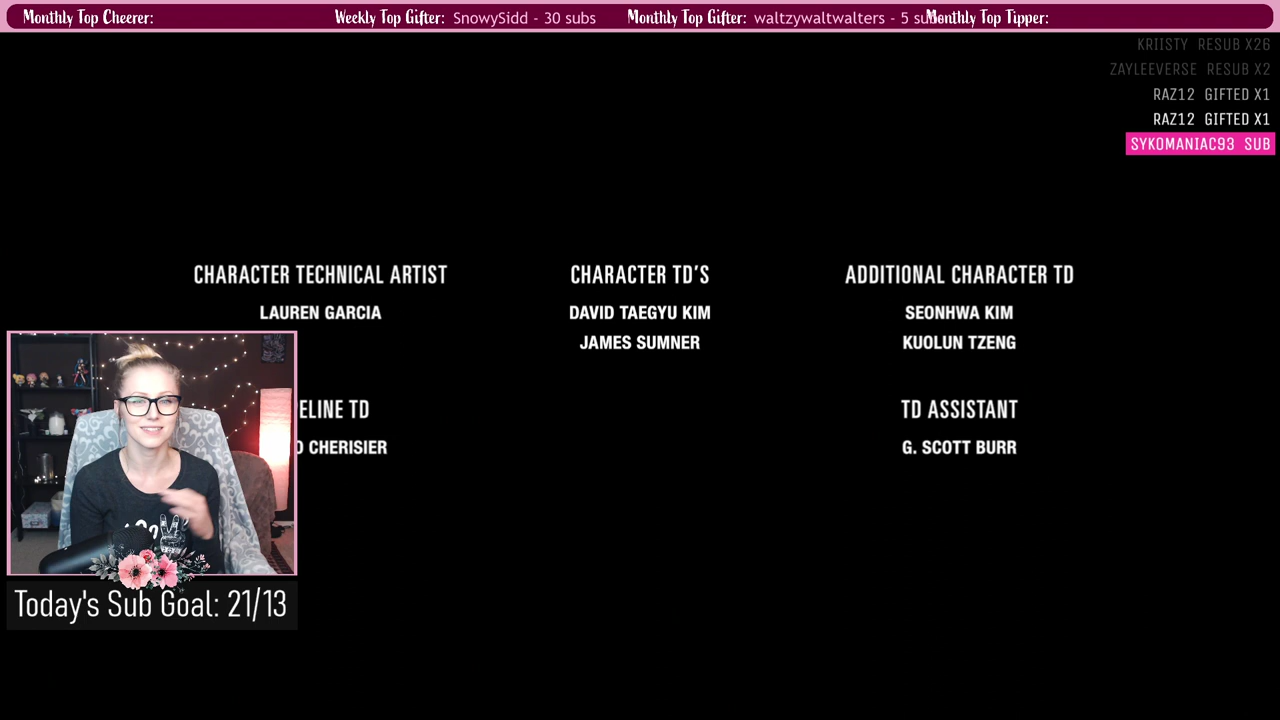 Monthly Top Cheerer:
Weekly Top Gifter: SnowySidd - 30 subs
Monthly Top Gifter: waltzywaltwalters - 5 su
Monthly Top Tipper:
KRIISTY RESUB X26
ZAYLEEVERSE RESUB X2
RAZ12 GIFTED X1
RAZ12 GIFTED X1
SYKOMANIAC93 SUB
CHARACTER TECHNICAL ARTIST
LAUREN GARCIA
CHARACTER TD'S
DAVID TAEGYU KIM
JAMES SUMNER
ADDITIONAL CHARACTER TD
SEONHWA KIM
KUOLUN TZENG
ELINE TD
CHERISIER
TD ASSISTANT
G. SCOTT BURR
Today's Sub Goal: 21/13